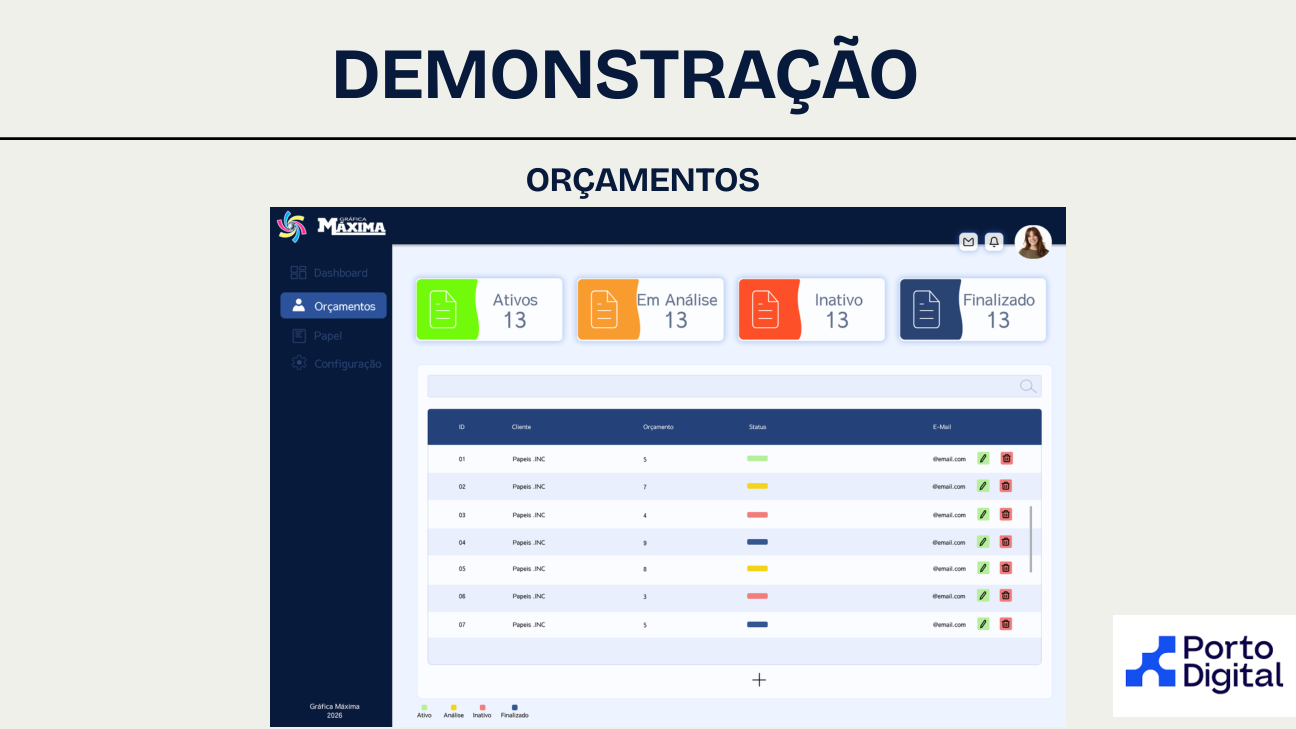 DEMONSTRAÇÃO
ORÇAMENTOS
GRÁFICA
MÁXIMA
Dashboard
Orçamentos
Papel
Configuração
Ativos
13
Em Análise
13
Inativo
13
Finalizado
13
ID Cliente Orçamento Status E-Mail
01 Papeis .INC 5 @email.com
02 Papeis .INC 7 @email.com
03 Papeis .INC 4 @email.com
04 Papeis .INC 9 @email.com
05 Papeis .INC 8 @email.com
06 Papeis .INC 3 @email.com
07 Papeis .INC 5 @email.com
Ativo Análise Inativo Finalizado
Gráfica Máxima
2026
Porto
Digital